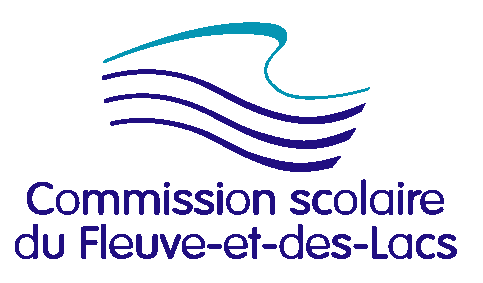 Commission scolaire
du Fleuve-et-des-Lacs